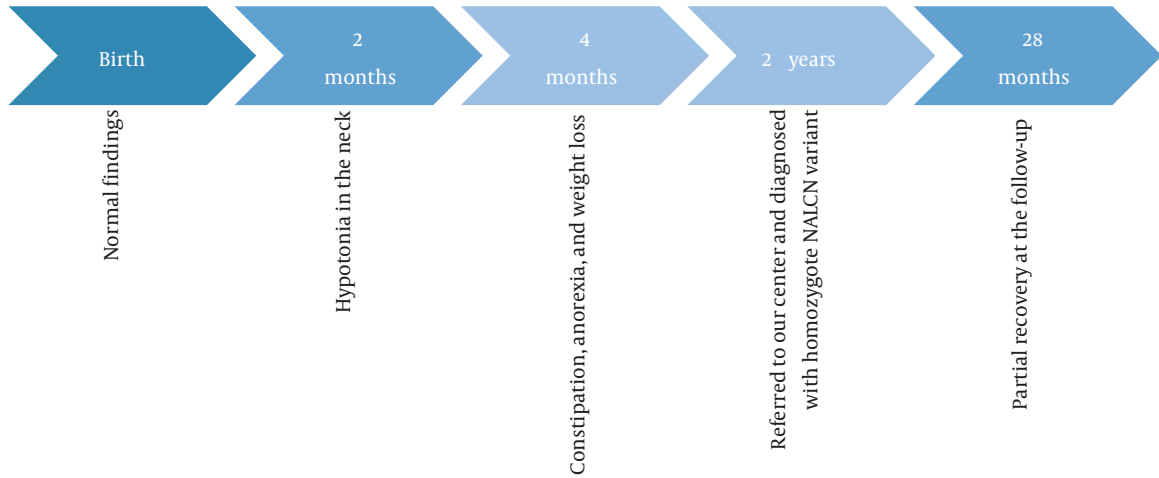 Birth
Normal findings
2
months
Hypotonia in the neck
4
months
Constipation, anorexia, and weight loss
2 years
Referred to our center and diagnosed
with homozygote NALCN variant
28
months
Partial recovery at the follow-up